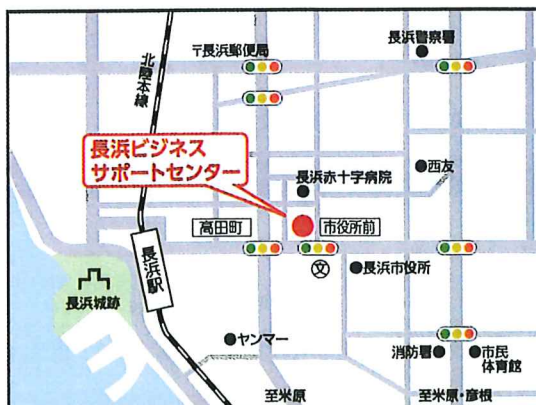 長浜警察署
〒長浜郵便局
北陸本線
長浜ビジネス
サポートセンター
西友
長浜赤十字病院
高田町
市役所前
長浜駅
文
長浜市役所
長浜城跡
ヤンマー
消防署
市民
体育館
至米原
至米原・彦根